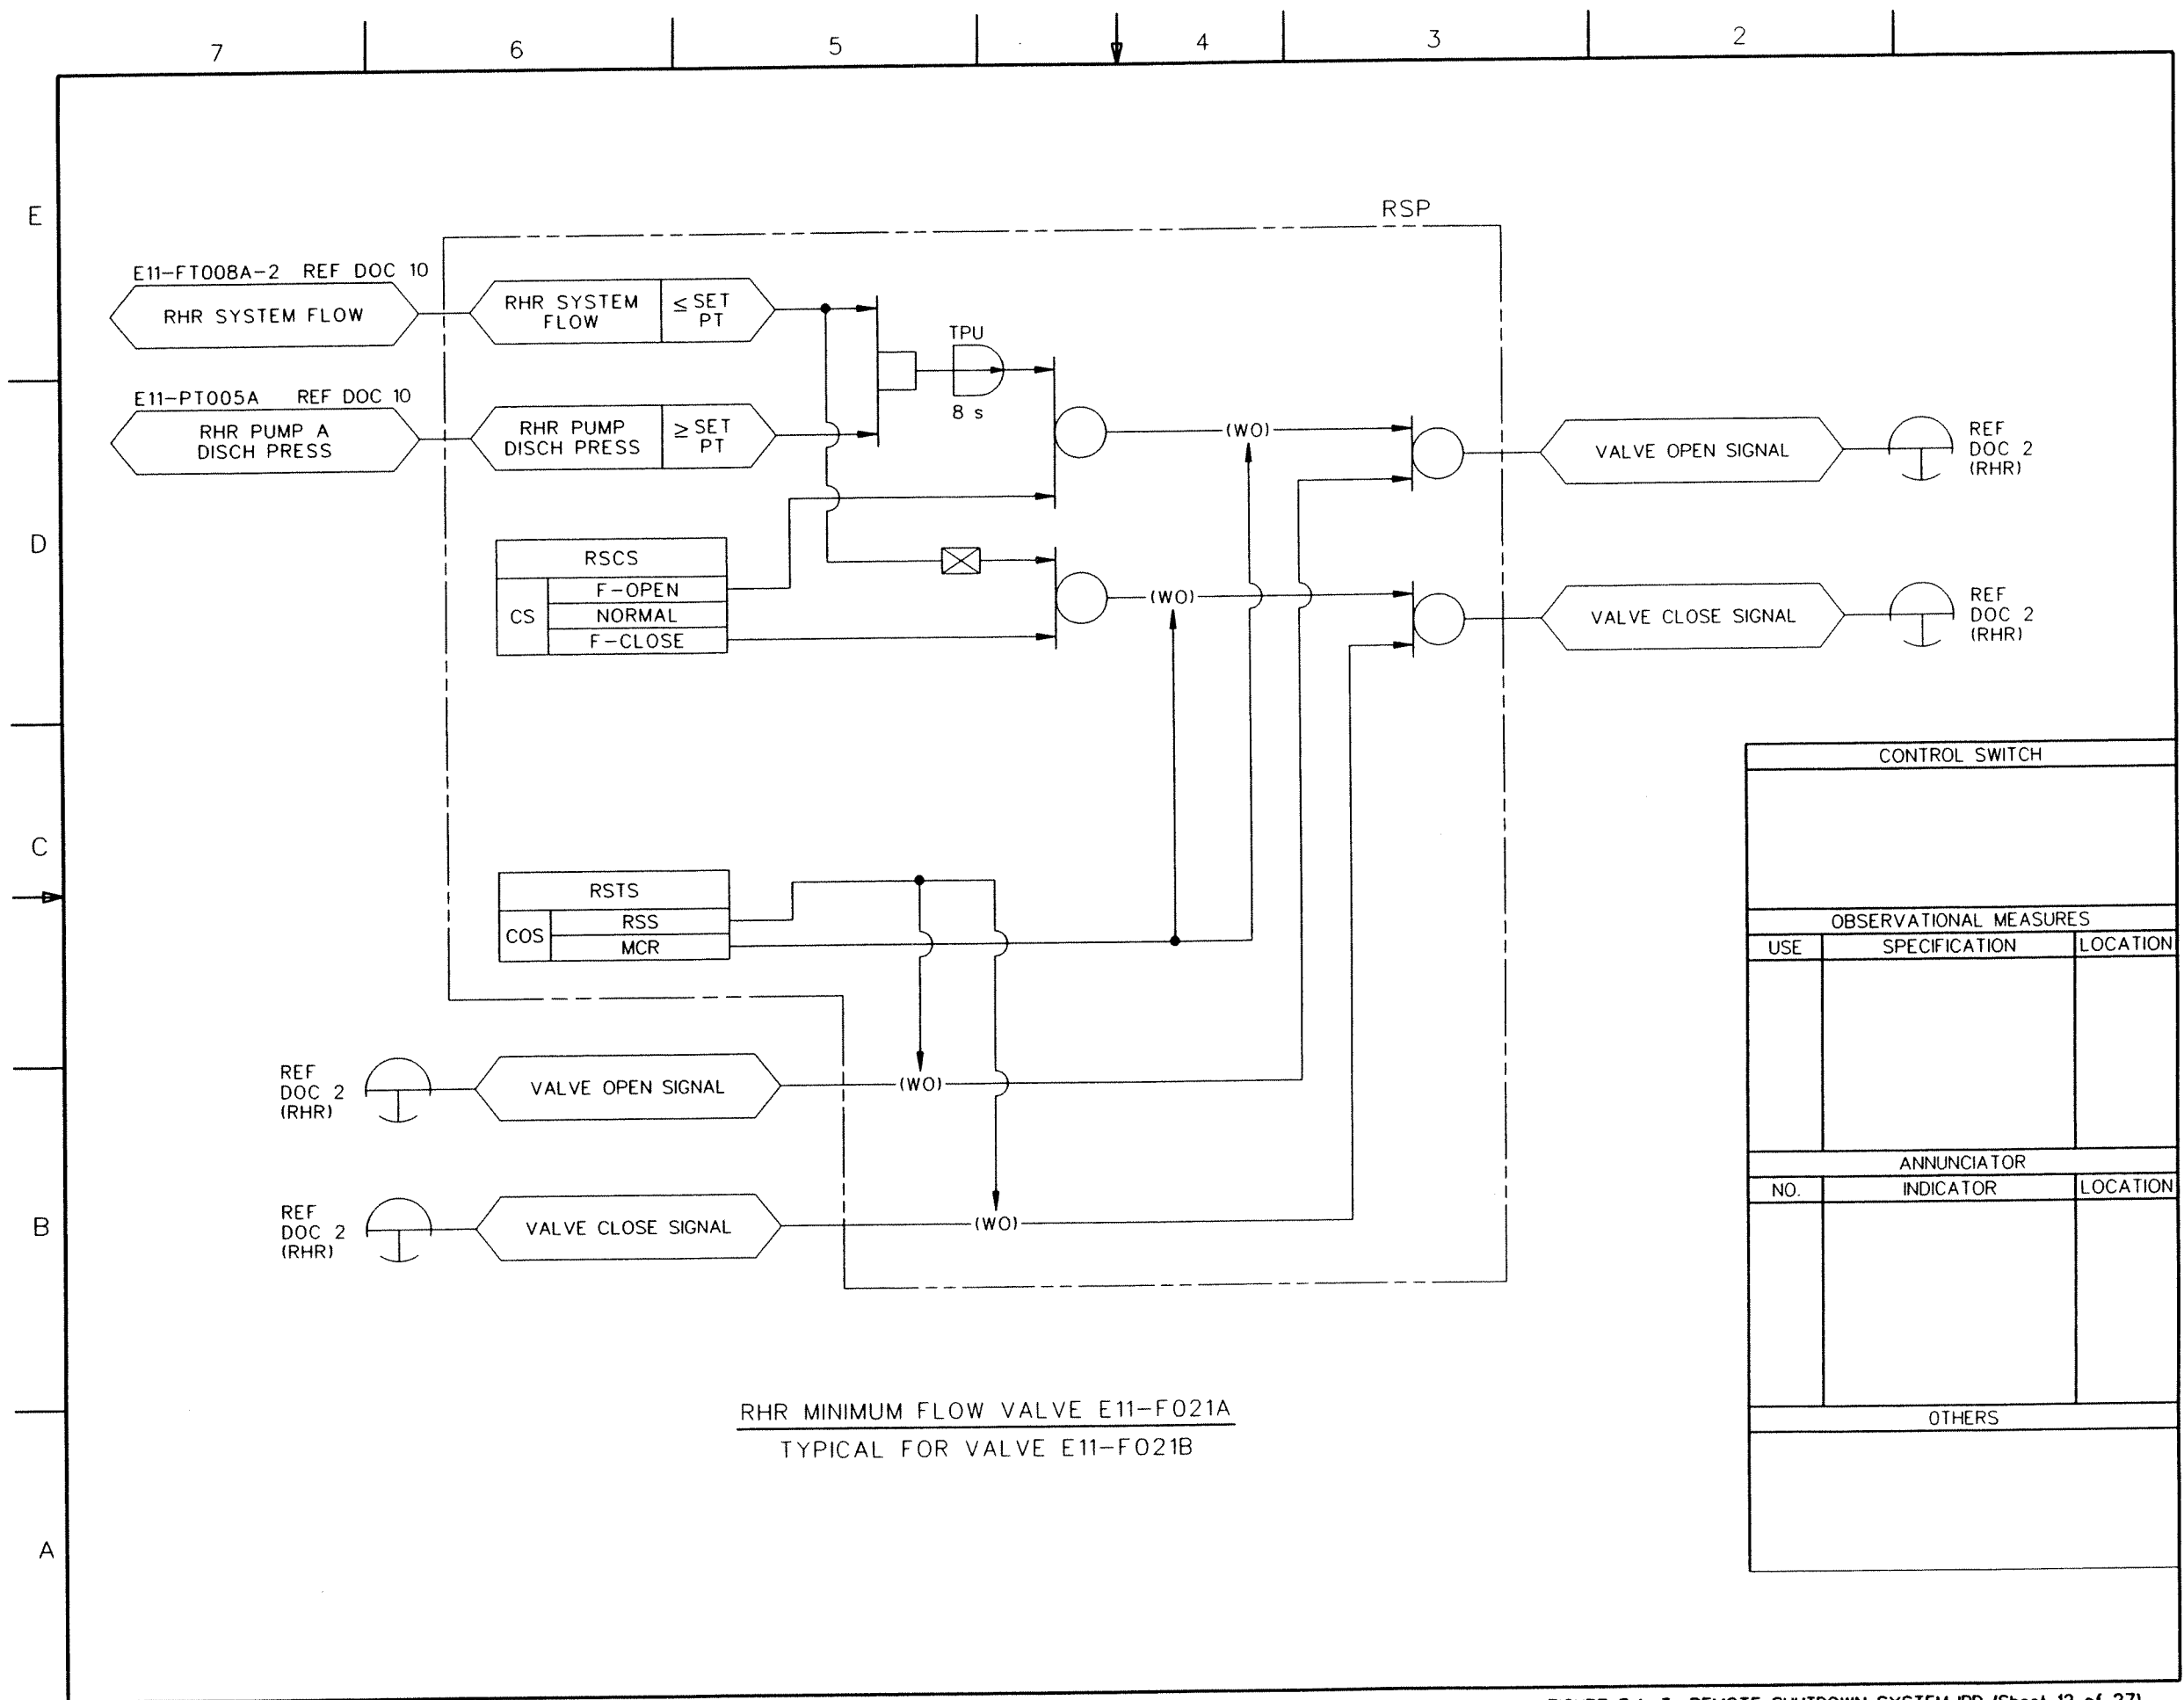 7 6 5 4 3 2
E
D
C
B
A
RSP
E11-FT008A-2 REF DOC 10
RHR SYSTEM FLOW
RHR SYSTEM
FLOW
≤ SET
PT
E11-PT005A REF DOC 10
RHR PUMP A
DISCH PRESS
RHR PUMP
DISCH PRESS
≥ SET
PT
TPU
8 s
(WO)
(WO)
VALVE OPEN SIGNAL
REF
DOC 2
(RHR)
VALVE CLOSE SIGNAL
REF
DOC 2
(RHR)
RSCS
CS
F-OPEN
NORMAL
F-CLOSE
RSTS
COS
RSS
MCR
REF
DOC 2
(RHR)
VALVE OPEN SIGNAL
(WO)
REF
DOC 2
(RHR)
VALVE CLOSE SIGNAL
(WO)
CONTROL SWITCH
OBSERVATIONAL MEASURES
USE SPECIFICATION LOCATION
ANNUNCIATOR
NO. INDICATOR LOCATION
OTHERS
RHR MINIMUM FLOW VALVE E11-F021A
TYPICAL FOR VALVE E11-F021B
REMOTE SHUTDOWN SYSTEM